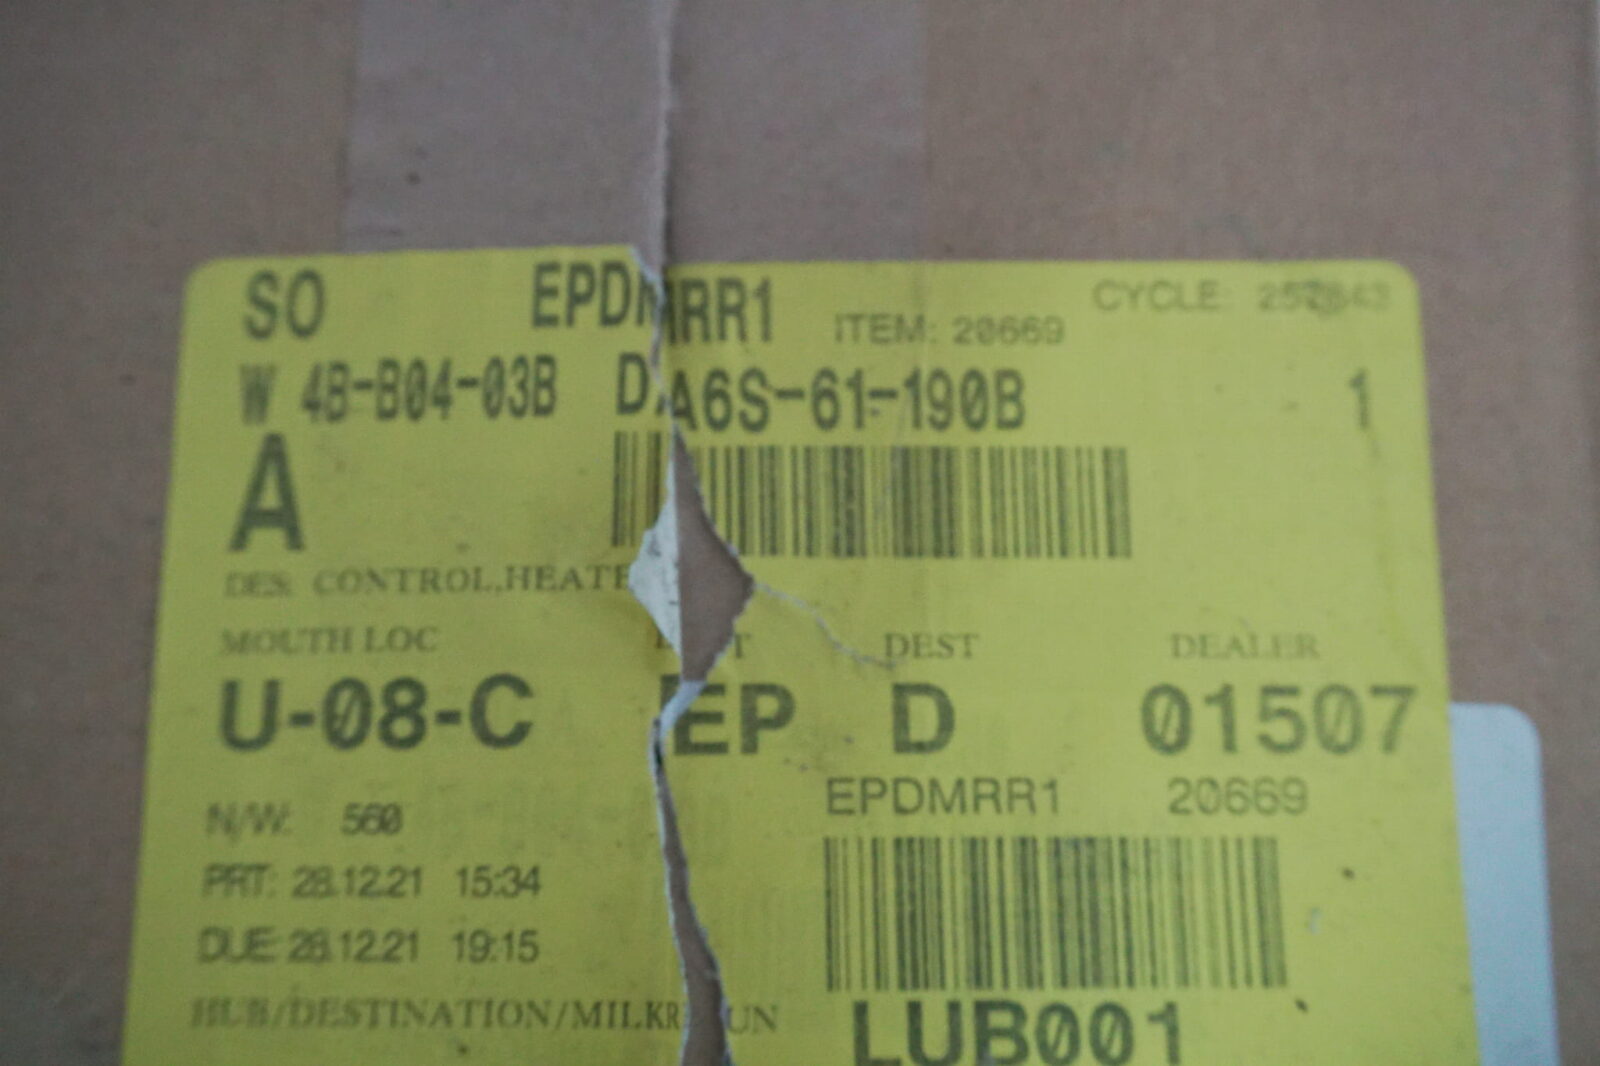 SO EPDMRR1 ITEM: 20669 CYCLE:
W 4B-B04-03B DA6S-61-190B 1
A
DES: CONTROL,HEATE
MOUTH LOC DEST DEALER
U-08-C EP D 01507
EPDMRR1 20669
N/W: 560
PRT: 28.12.21 15:34
DUE: 28.12.21 19:15
HUB/DESTINATION/MILKRUN
LUB001